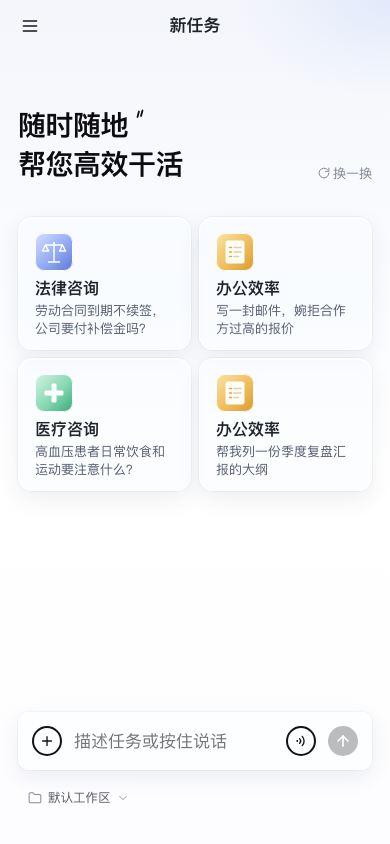 新任务
随时随地
帮您高效干活
换一换
法律咨询
劳动合同到期不续签，
公司要付补偿金吗？
办公效率
写一封邮件，婉拒合作
方过高的报价
医疗咨询
高血压患者日常饮食和
运动要注意什么？
办公效率
帮我列一份季度复盘汇
报的大纲
描述任务或按住说话
默认工作区